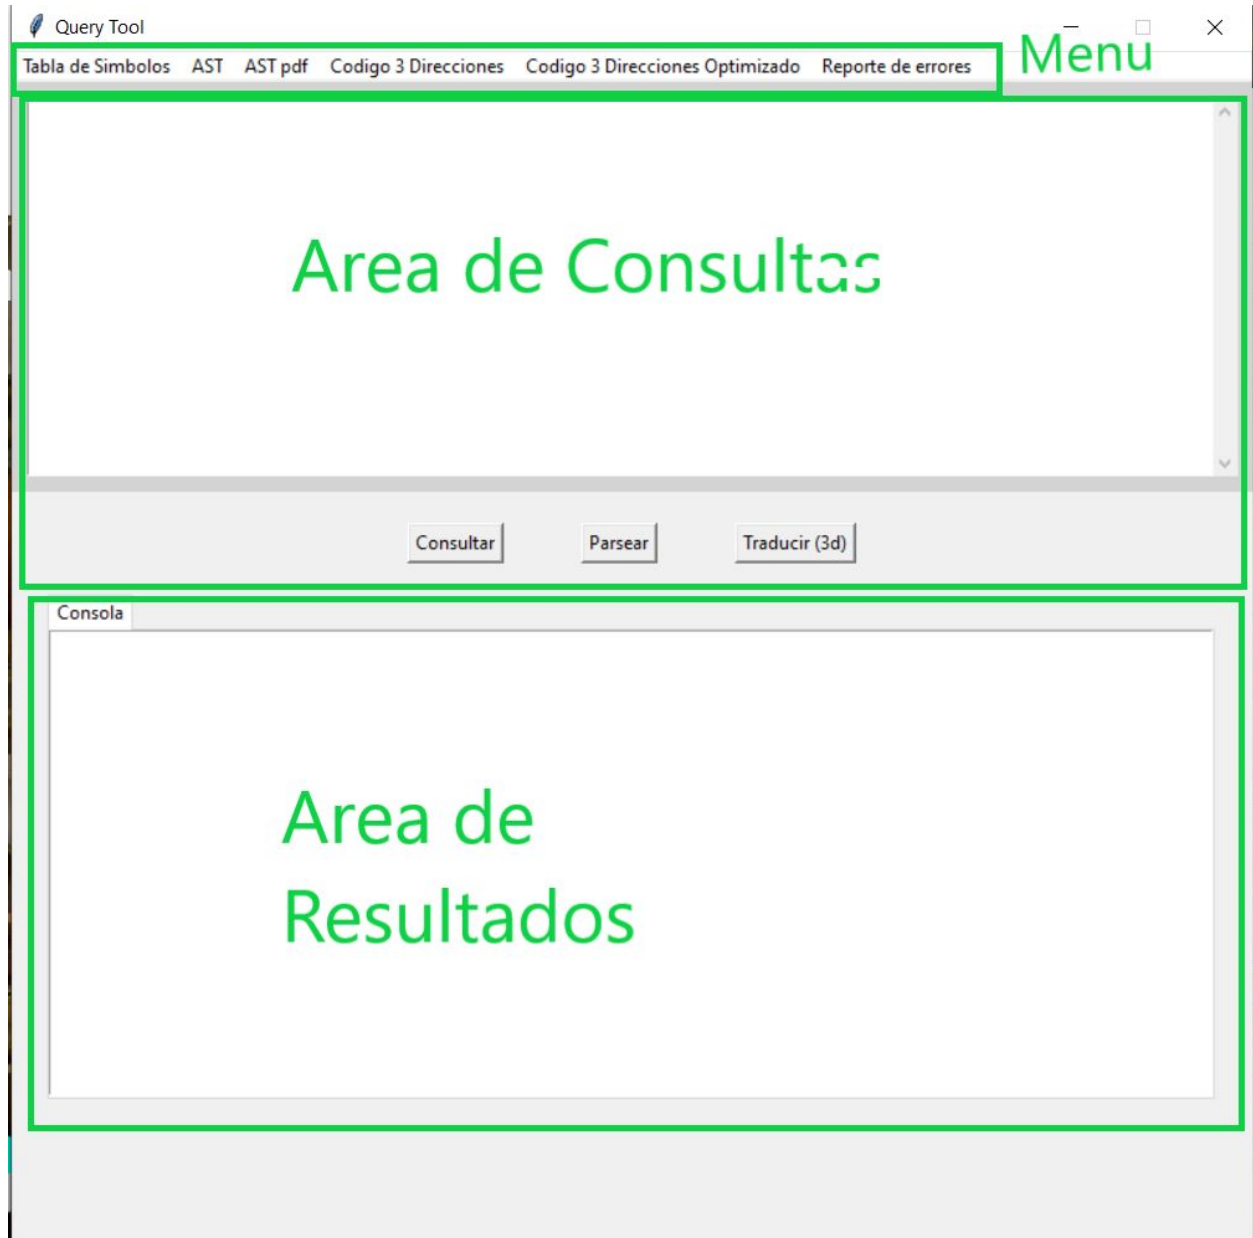 Query Tool
Menu
Tabla de Simbolos AST AST pdf Codigo 3 Direcciones Codigo 3 Direcciones Optimizado Reporte de errores
Area de Consultas
Consultar Parsear Traducir (3d)
Consola
Area de
Resultados